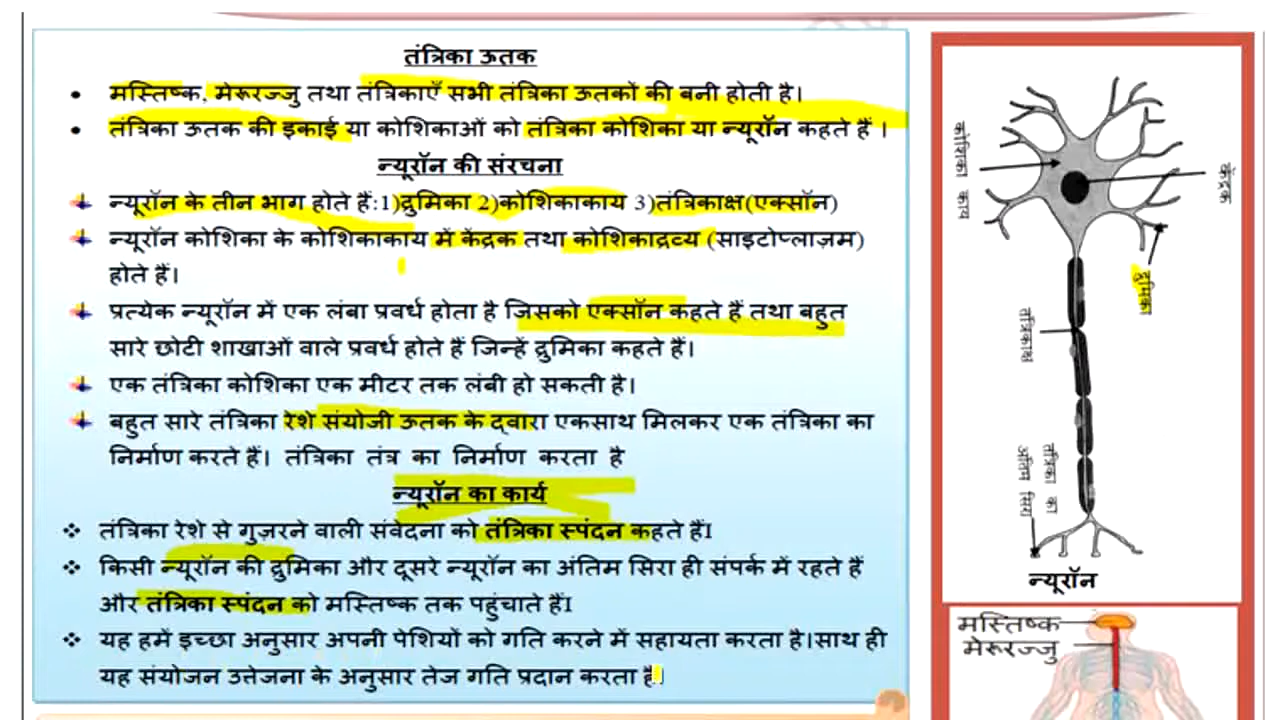 तंत्रिका ऊतक
• मस्तिष्क, मेरूरज्जु तथा तंत्रिकाएँ सभी तंत्रिका ऊतकों की बनी होती है।
• तंत्रिका ऊतक की इकाई या कोशिकाओं को तंत्रिका कोशिका या न्यूरॉन कहते हैं ।
न्यूरॉन की संरचना
न्यूरॉन के तीन भाग होते हैं:1)द्रुमिका 2)कोशिकाकाय 3)तंत्रिकाक्ष(एक्सॉन)
न्यूरॉन कोशिका के कोशिकाकाय में केंद्रक तथा कोशिकाद्रव्य (साइटोप्लाज़म)
होते हैं।
प्रत्येक न्यूरॉन में एक लंबा प्रवर्ध होता है जिसको एक्सॉन कहते हैं तथा बहुत
सारे छोटी शाखाओं वाले प्रवर्ध होते हैं जिन्हें द्रुमिका कहते हैं।
एक तंत्रिका कोशिका एक मीटर तक लंबी हो सकती है।
बहुत सारे तंत्रिका रेशे संयोजी ऊतक के द्वारा एकसाथ मिलकर एक तंत्रिका का
निर्माण करते हैं। तंत्रिका तंत्र का निर्माण करता है
न्यूरॉन का कार्य
❖ तंत्रिका रेशे से गुज़रने वाली संवेदना को तंत्रिका स्पंदन कहते हैंI
❖ किसी न्यूरॉन की द्रुमिका और दूसरे न्यूरॉन का अंतिम सिरा ही संपर्क में रहते हैं
और तंत्रिका स्पंदन को मस्तिष्क तक पहुंचाते हैंI
❖ यह हमें इच्छा अनुसार अपनी पेशियों को गति करने में सहायता करता है।साथ ही
यह संयोजन उत्तेजना के अनुसार तेज गति प्रदान करता है।
कोशिका काय
केंद्रक
द्रुमिका
तंत्रिकाक्ष
तंत्रिका का
अंतिम सिरा
न्यूरॉन
मस्तिष्क
मेरूरज्जु